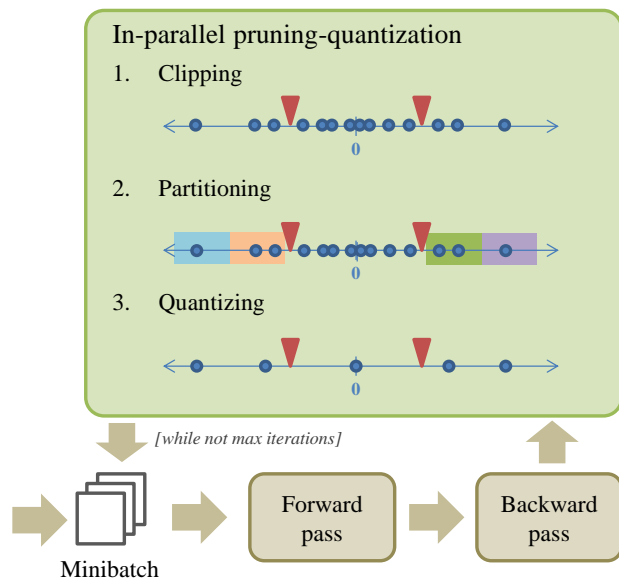 In-parallel pruning-quantization
1. Clipping
0
2. Partitioning
0
3. Quantizing
0
[while not max iterations]
Forward
pass
Backward
pass
Minibatch